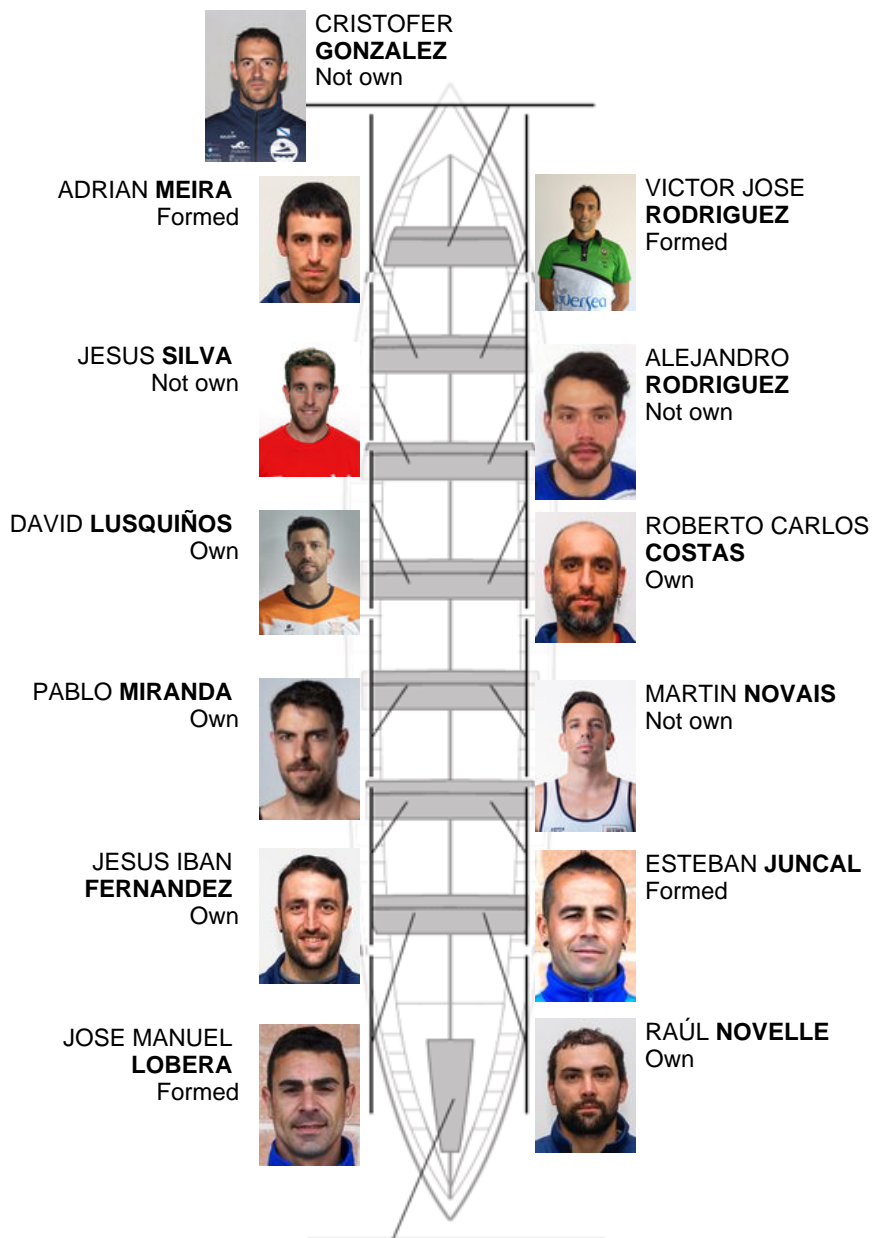 CRISTOFER
GONZALEZ
Not own
ADRIAN MEIRA
Formed
VICTOR JOSE
RODRIGUEZ
Formed
JESUS SILVA
Not own
ALEJANDRO
RODRIGUEZ
Not own
DAVID LUSQUIÑOS
Own
ROBERTO CARLOS
COSTAS
Own
PABLO MIRANDA
Own
MARTIN NOVAIS
Not own
JESUS IBAN
FERNANDEZ
Own
ESTEBAN JUNCAL
Formed
JOSE MANUEL
LOBERA
Formed
RAÚL NOVELLE
Own